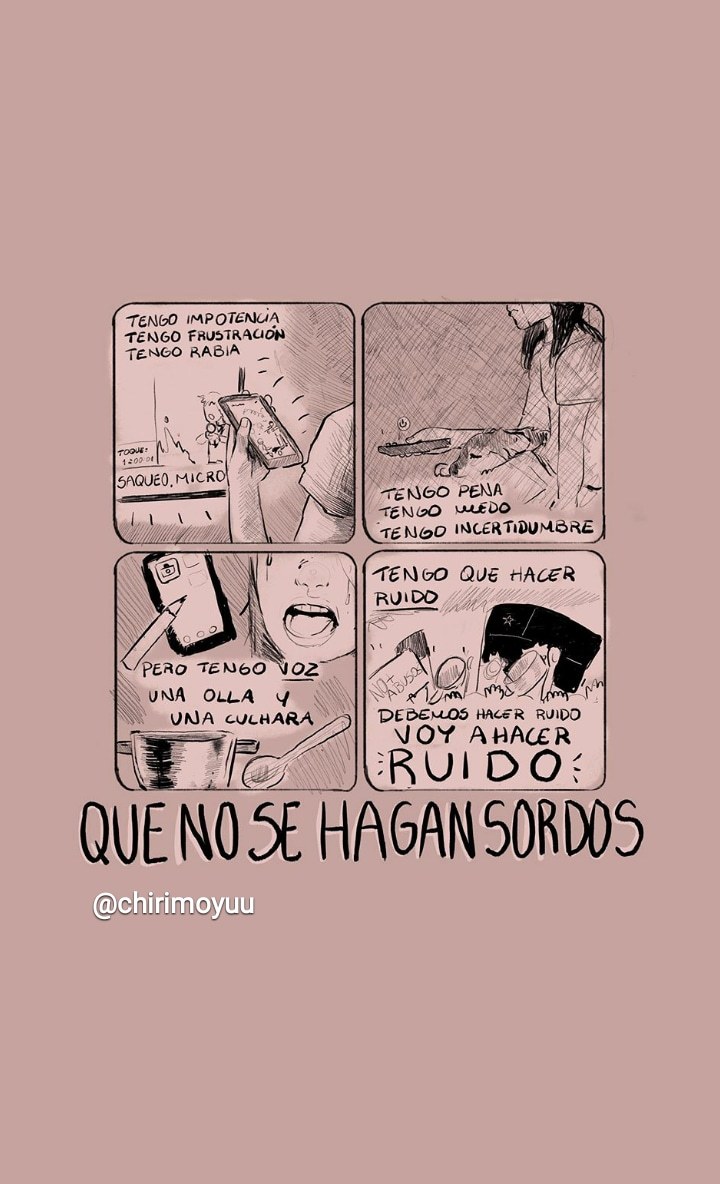 TENGO IMPOTENCIA
TENGO FRUSTRACIÓN
TENGO RABIA
TOQUE:
SAQUEO, MICRO
TENGO PENA
TENGO MIEDO
TENGO INCERTIDUMBRE
PERO TENGO VOZ
UNA OLLA Y
UNA CUCHARA
TENGO QUE HACER
RUIDO
NO + ABUSO
DEBEMOS HACER RUIDO
VOY A HACER
RUIDO
QUE NO SE HAGAN SORDOS
@chirimoyuu